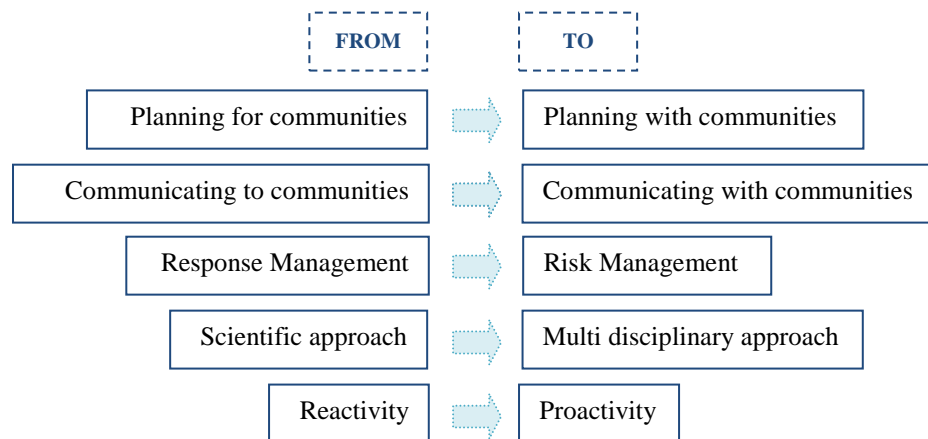 FROM TO
Planning for communities Planning with communities
Communicating to communities Communicating with communities
Response Management Risk Management
Scientific approach Multi disciplinary approach
Reactivity Proactivity